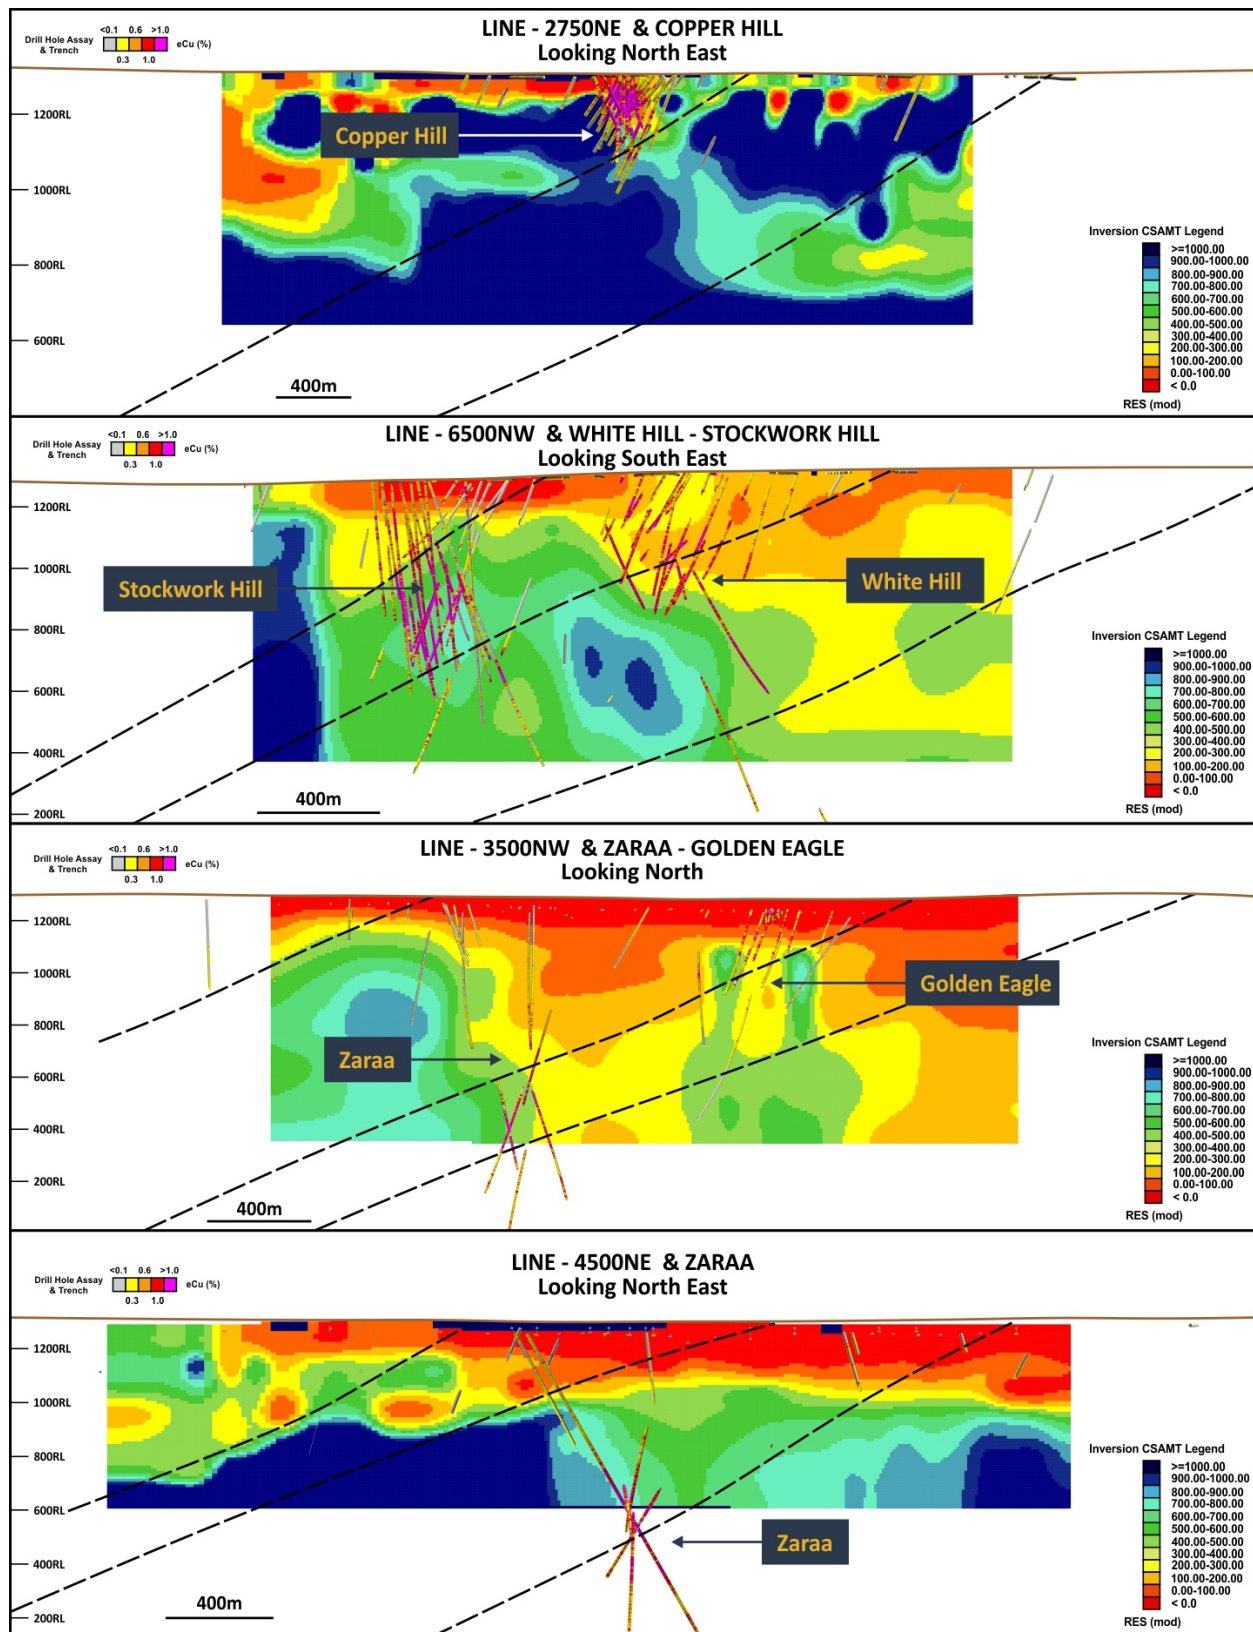 LINE - 2750NE & COPPER HILL
Looking North East
Drill Hole Assay
& Trench
<0.1 0.6 >1.0
0.3 1.0
eCu (%)
1200RL
1000RL
800RL
600RL
Copper Hill
400m
Inversion CSAMT Legend
>=1000.00
900.00-1000.00
800.00-900.00
700.00-800.00
600.00-700.00
500.00-600.00
400.00-500.00
300.00-400.00
200.00-300.00
100.00-200.00
0.00-100.00
< 0.0
RES (mod)
LINE - 6500NW & WHITE HILL - STOCKWORK HILL
Looking South East
Drill Hole Assay
& Trench
<0.1 0.6 >1.0
0.3 1.0
eCu (%)
1200RL
1000RL
800RL
600RL
400RL
200RL
Stockwork Hill
White Hill
400m
Inversion CSAMT Legend
>=1000.00
900.00-1000.00
800.00-900.00
700.00-800.00
600.00-700.00
500.00-600.00
400.00-500.00
300.00-400.00
200.00-300.00
100.00-200.00
0.00-100.00
< 0.0
RES (mod)
LINE - 3500NW & ZARAA - GOLDEN EAGLE
Looking North
Drill Hole Assay
& Trench
<0.1 0.6 >1.0
0.3 1.0
eCu (%)
1200RL
1000RL
800RL
600RL
400RL
200RL
Golden Eagle
Zaraa
400m
Inversion CSAMT Legend
>=1000.00
900.00-1000.00
800.00-900.00
700.00-800.00
600.00-700.00
500.00-600.00
400.00-500.00
300.00-400.00
200.00-300.00
100.00-200.00
0.00-100.00
< 0.0
RES (mod)
LINE - 4500NE & ZARAA
Looking North East
Drill Hole Assay
& Trench
<0.1 0.6 >1.0
0.3 1.0
eCu (%)
1200RL
1000RL
800RL
600RL
400RL
200RL
Zaraa
400m
Inversion CSAMT Legend
>=1000.00
900.00-1000.00
800.00-900.00
700.00-800.00
600.00-700.00
500.00-600.00
400.00-500.00
300.00-400.00
200.00-300.00
100.00-200.00
0.00-100.00
< 0.0
RES (mod)